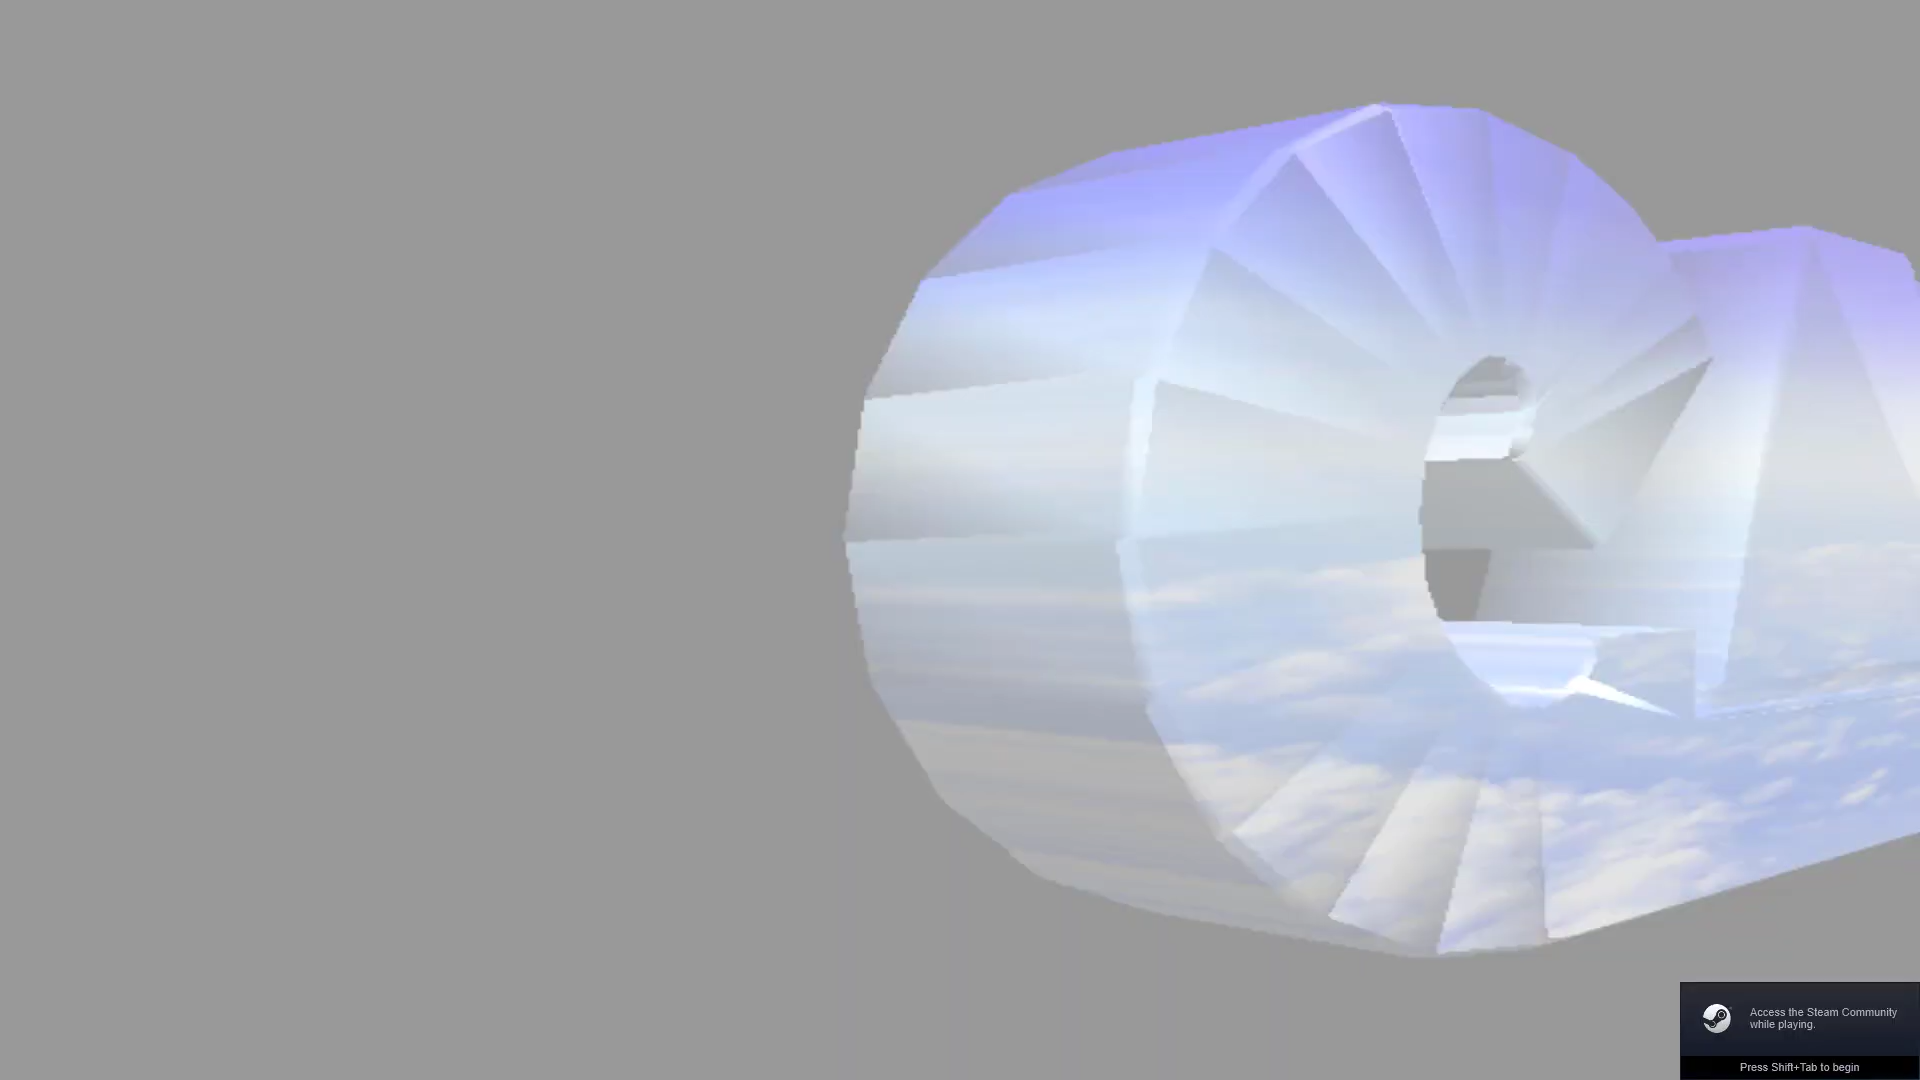 Access the Steam Community
while playing.
Press Shift+Tab to begin